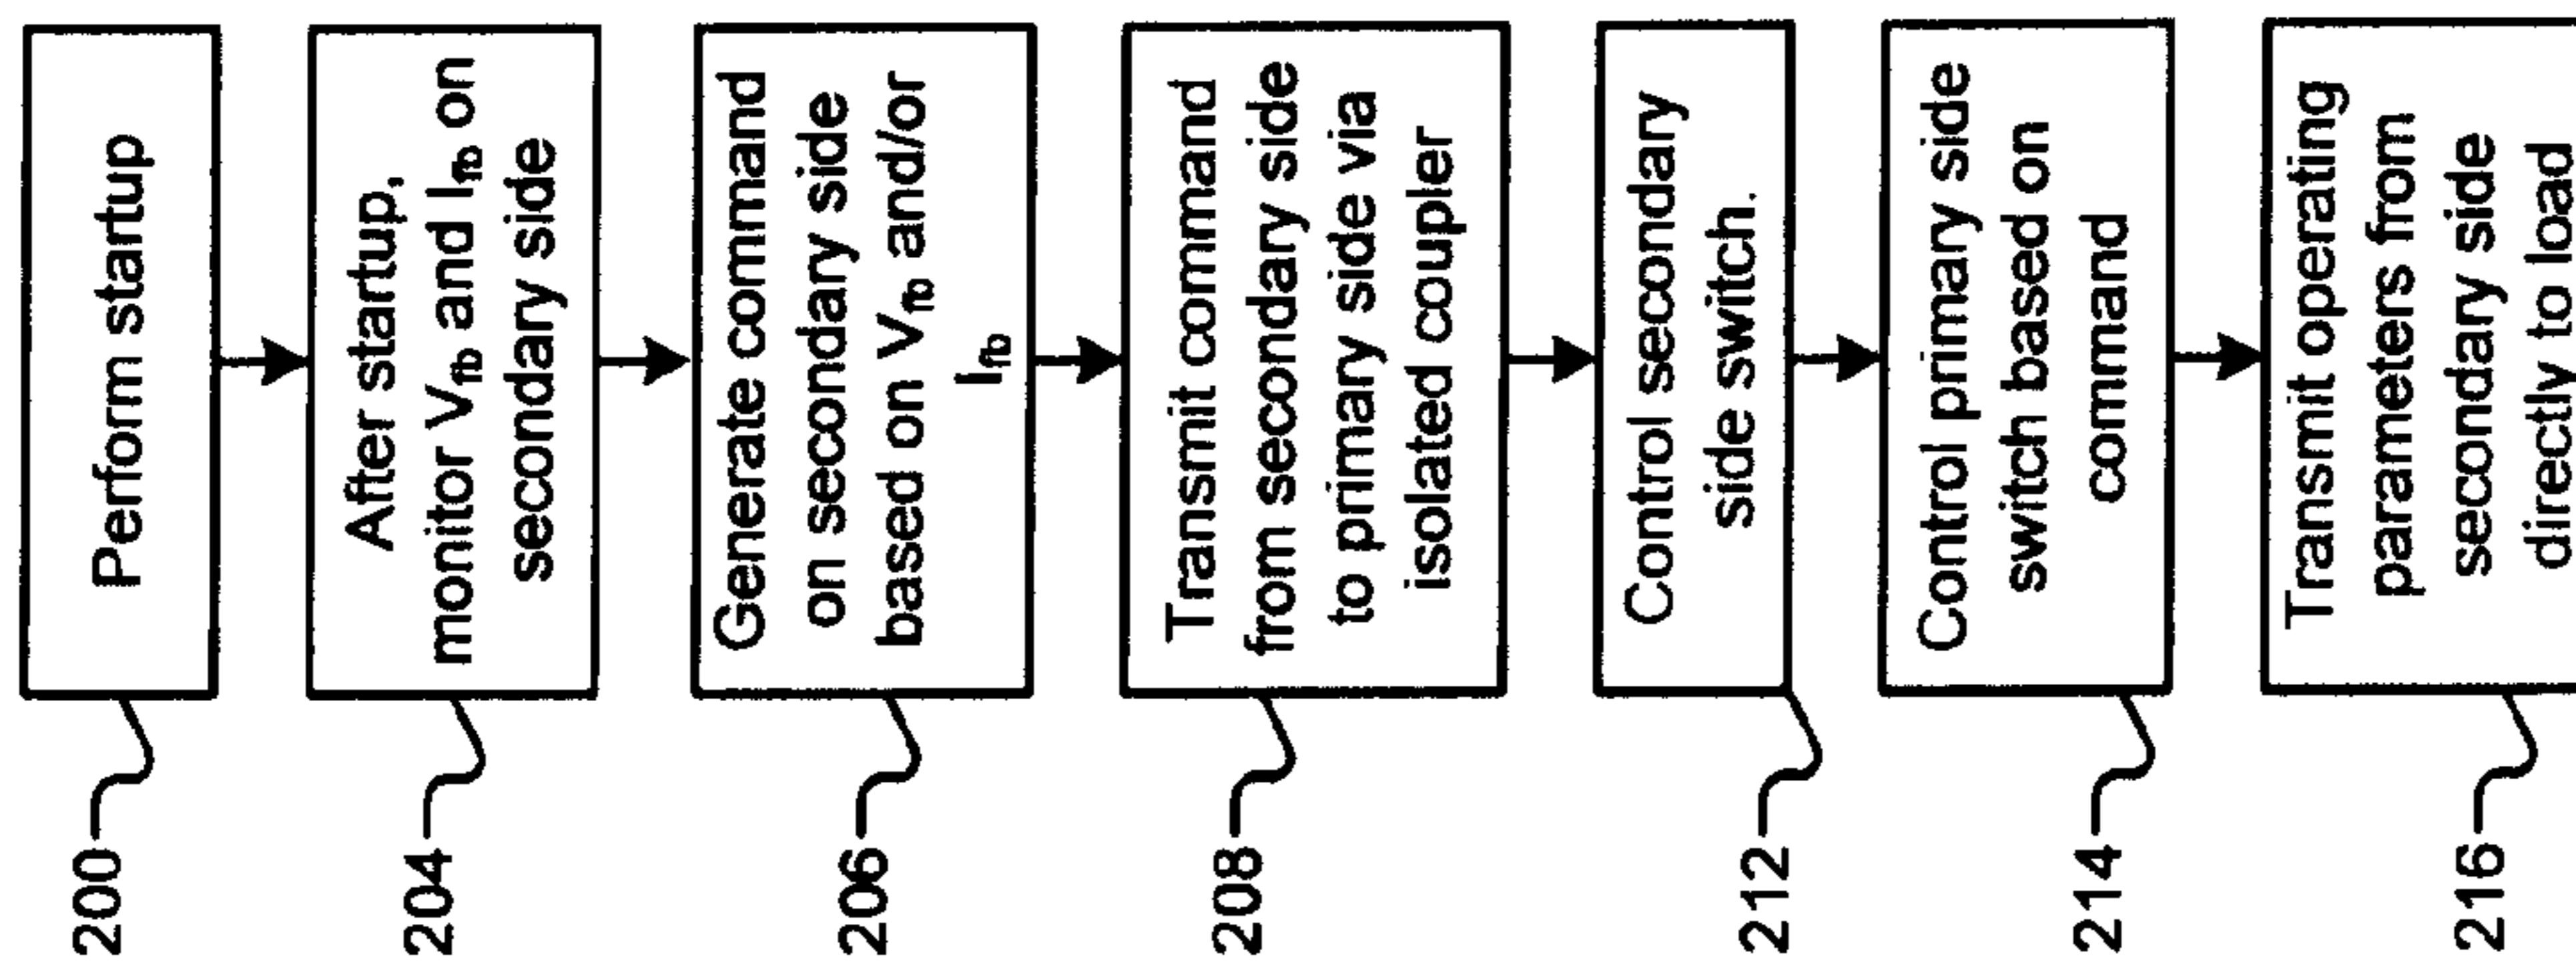 200
Perform startup
204
After startup,
monitor Vfb and Ifb on
secondary side
206
Generate command
on secondary side
based on Vfb and/or
Ifb
208
Transmit command
from secondary side
to primary side via
isolated coupler
212
Control secondary
side switch.
214
Control primary side
switch based on
command
216
Transmit operating
parameters from
secondary side
directly to load